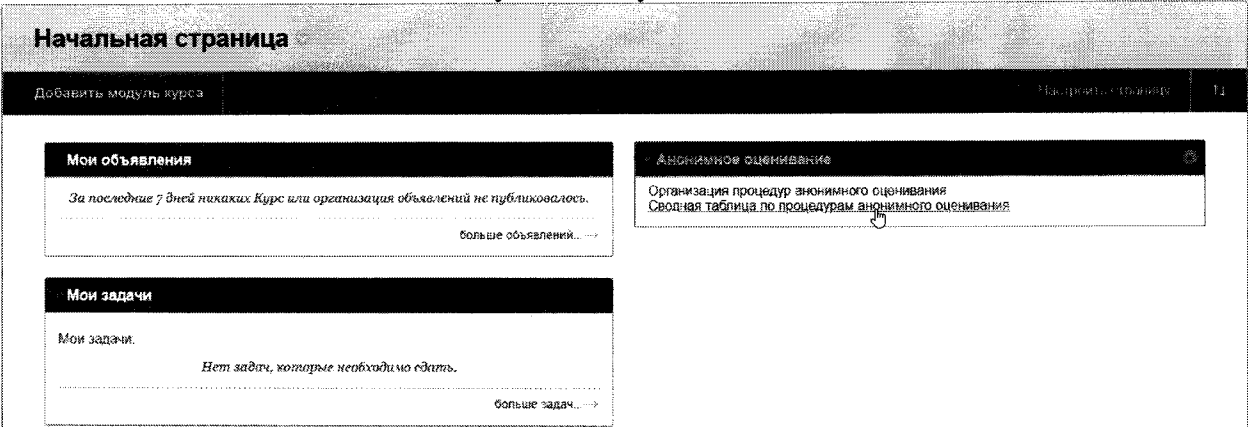 Начальная страница
Добавить модуль курса
Настроить страницу
Мои объявления
За последние 7 дней никаких Курс или организация объявлений не публиковалось.
больше объявлений...
Мои задачи
Мои задачи.
Нет задач, которые необходимо сдать.
больше задач...
Анонимное оценивание
Организация процедур анонимного оценивания
Сводная таблица по процедурам анонимного оценивания